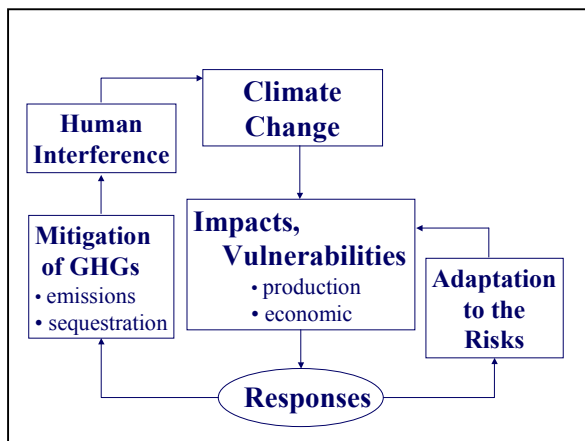 Climate
Change
Human
Interference
Impacts,
Vulnerabilities
• production
• economic
Mitigation
of GHGs
• emissions
• sequestration
Adaptation
to the
Risks
Responses